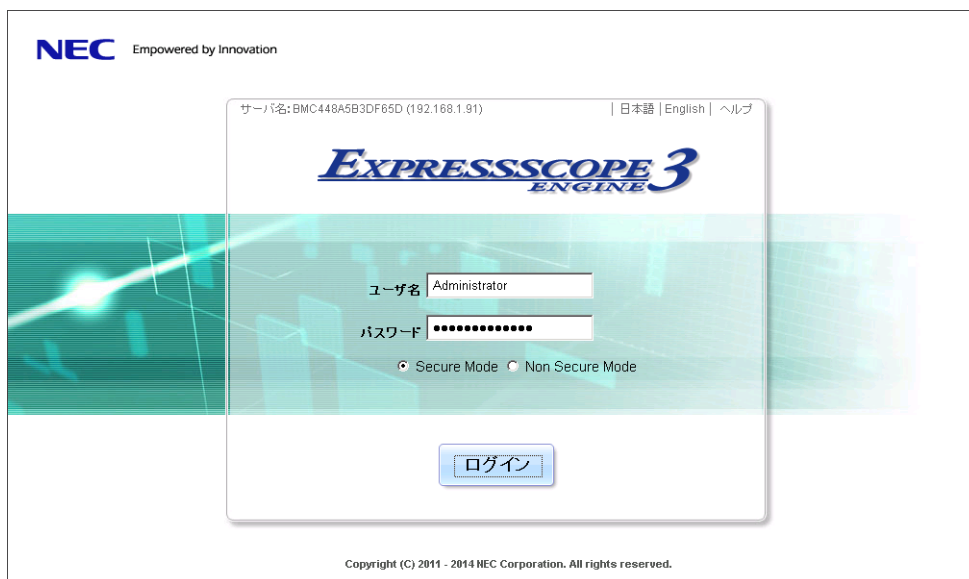 NEC Empowered by Innovation
サーバ名: BMC448A5B3DF65D (192.168.1.91) | 日本語 | English | ヘルプ
EXPRESSSCOPE 3
ENGINE
ユーザ名 Administrator
パスワード ●●●●●●●●●●●●●
Secure Mode Non Secure Mode
ログイン
Copyright (C) 2011 - 2014 NEC Corporation. All rights reserved.